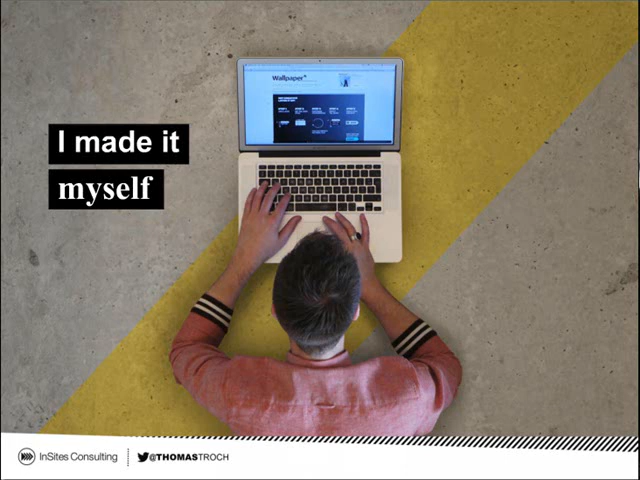 I made it
myself
Wallpaper*
InSites Consulting
@THOMASTROCH